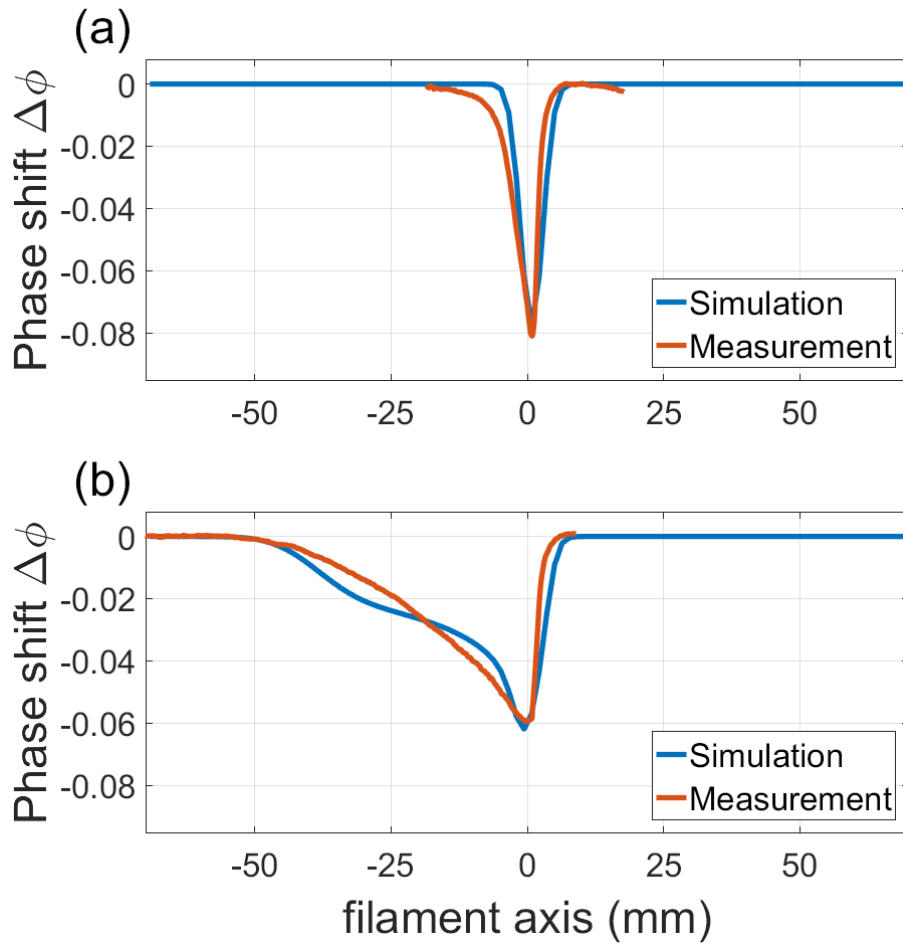 (a)
Phase shift Δϕ
0
-0.02
-0.04
-0.06
-0.08
Simulation
Measurement
-50
-25
0
25
50
(b)
Phase shift Δϕ
0
-0.02
-0.04
-0.06
-0.08
Simulation
Measurement
-50
-25
0
25
50
filament axis (mm)